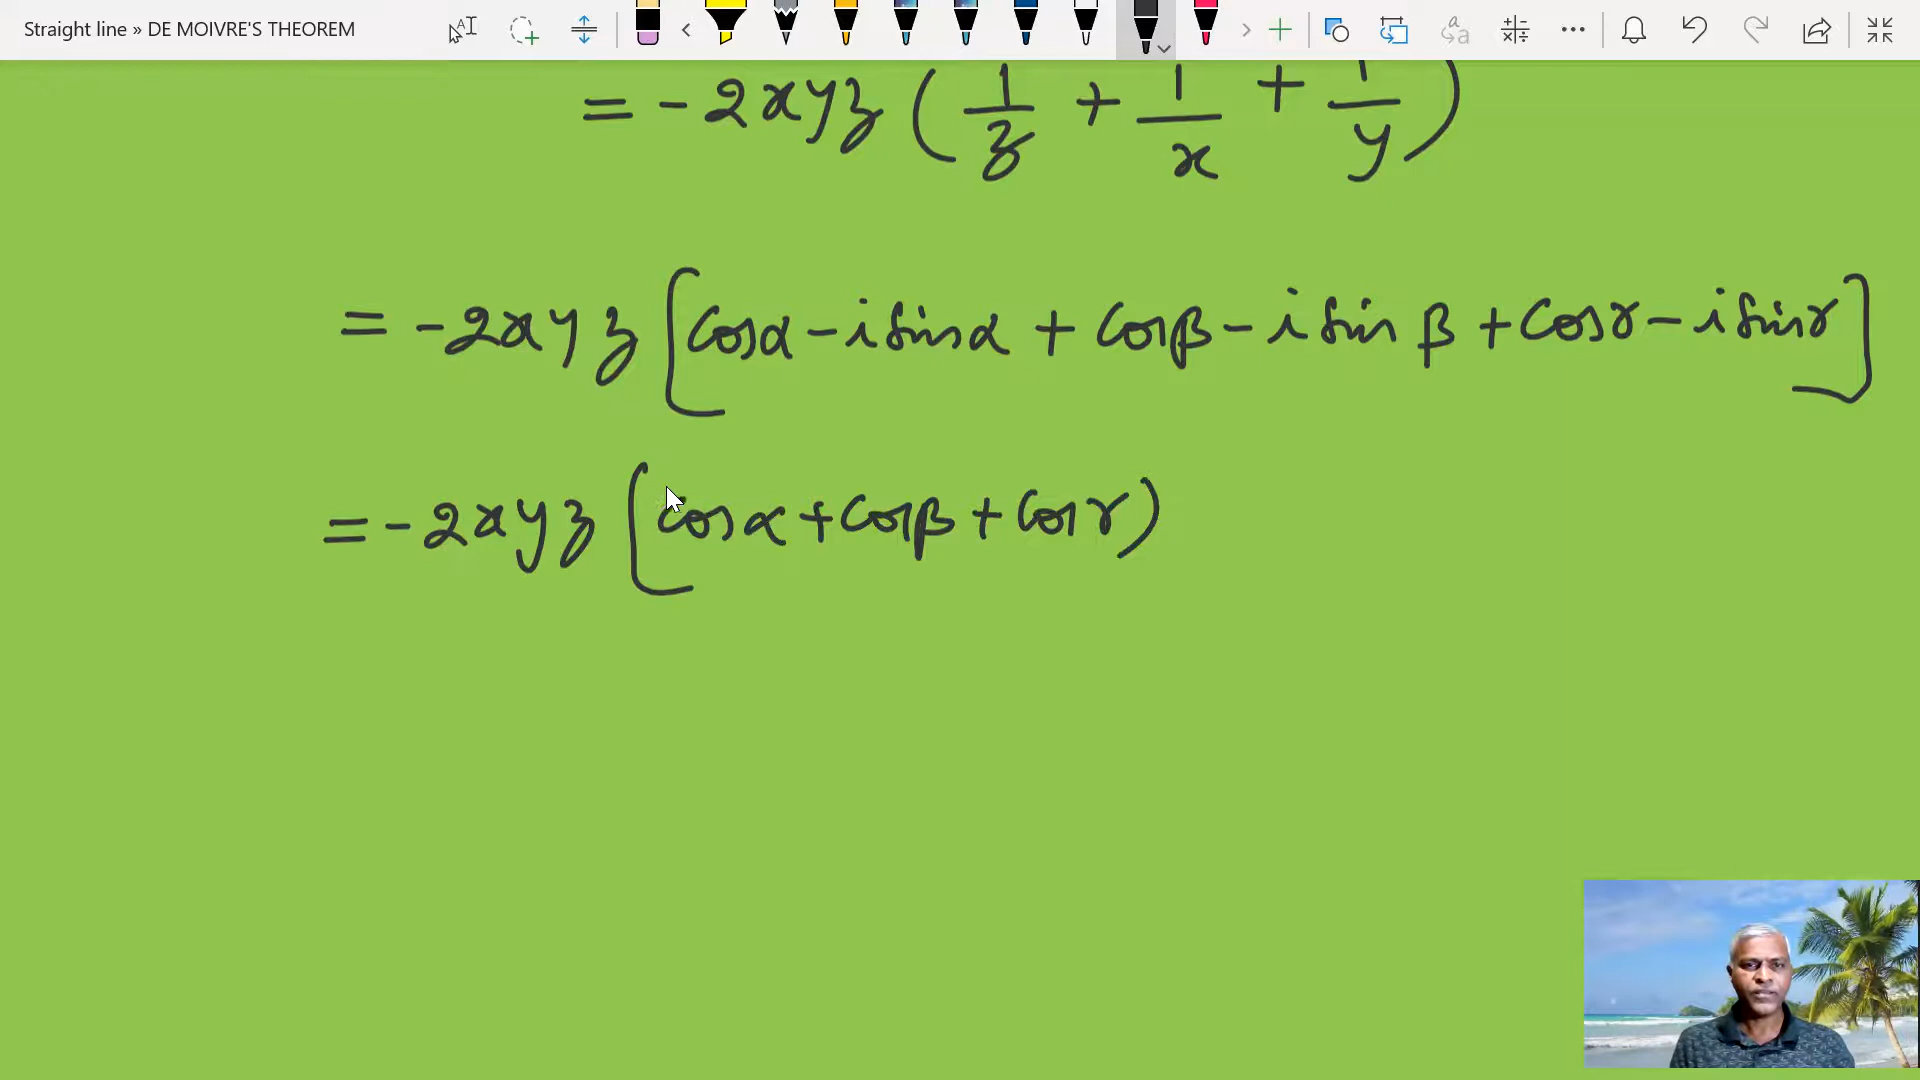 Straight line » DE MOIVRE'S THEOREM
= -2xyz ( 1/z + 1/x + 1/y )
= -2xyz [cosα - i sinα + cosβ - i sin β + cosγ - i sinγ]
= -2xyz [cosα + cosβ + cosγ)